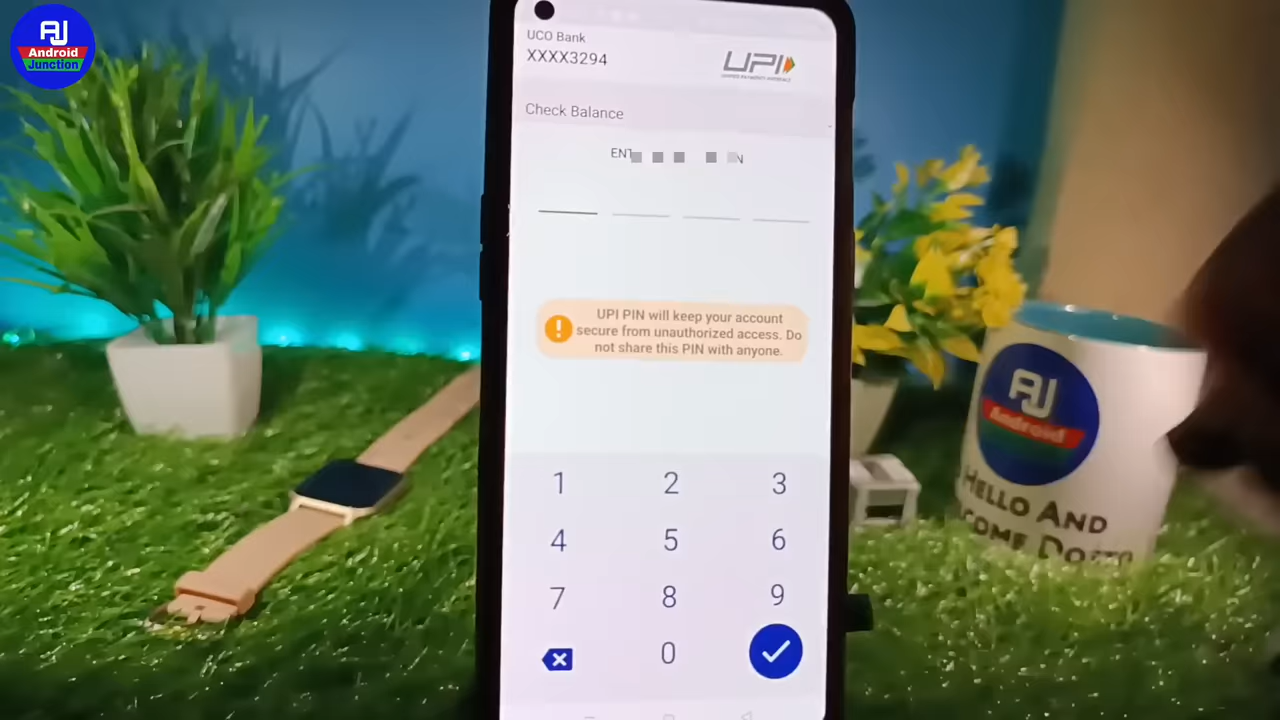 AJ
Android
Junction
UCO Bank
XXXX3294
UPI
Check Balance
UPI PIN will keep your account
secure from unauthorized access. Do
not share this PIN with anyone.
1 2 3
4 5 6
7 8 9
0
AJ
Android
HELLO AND